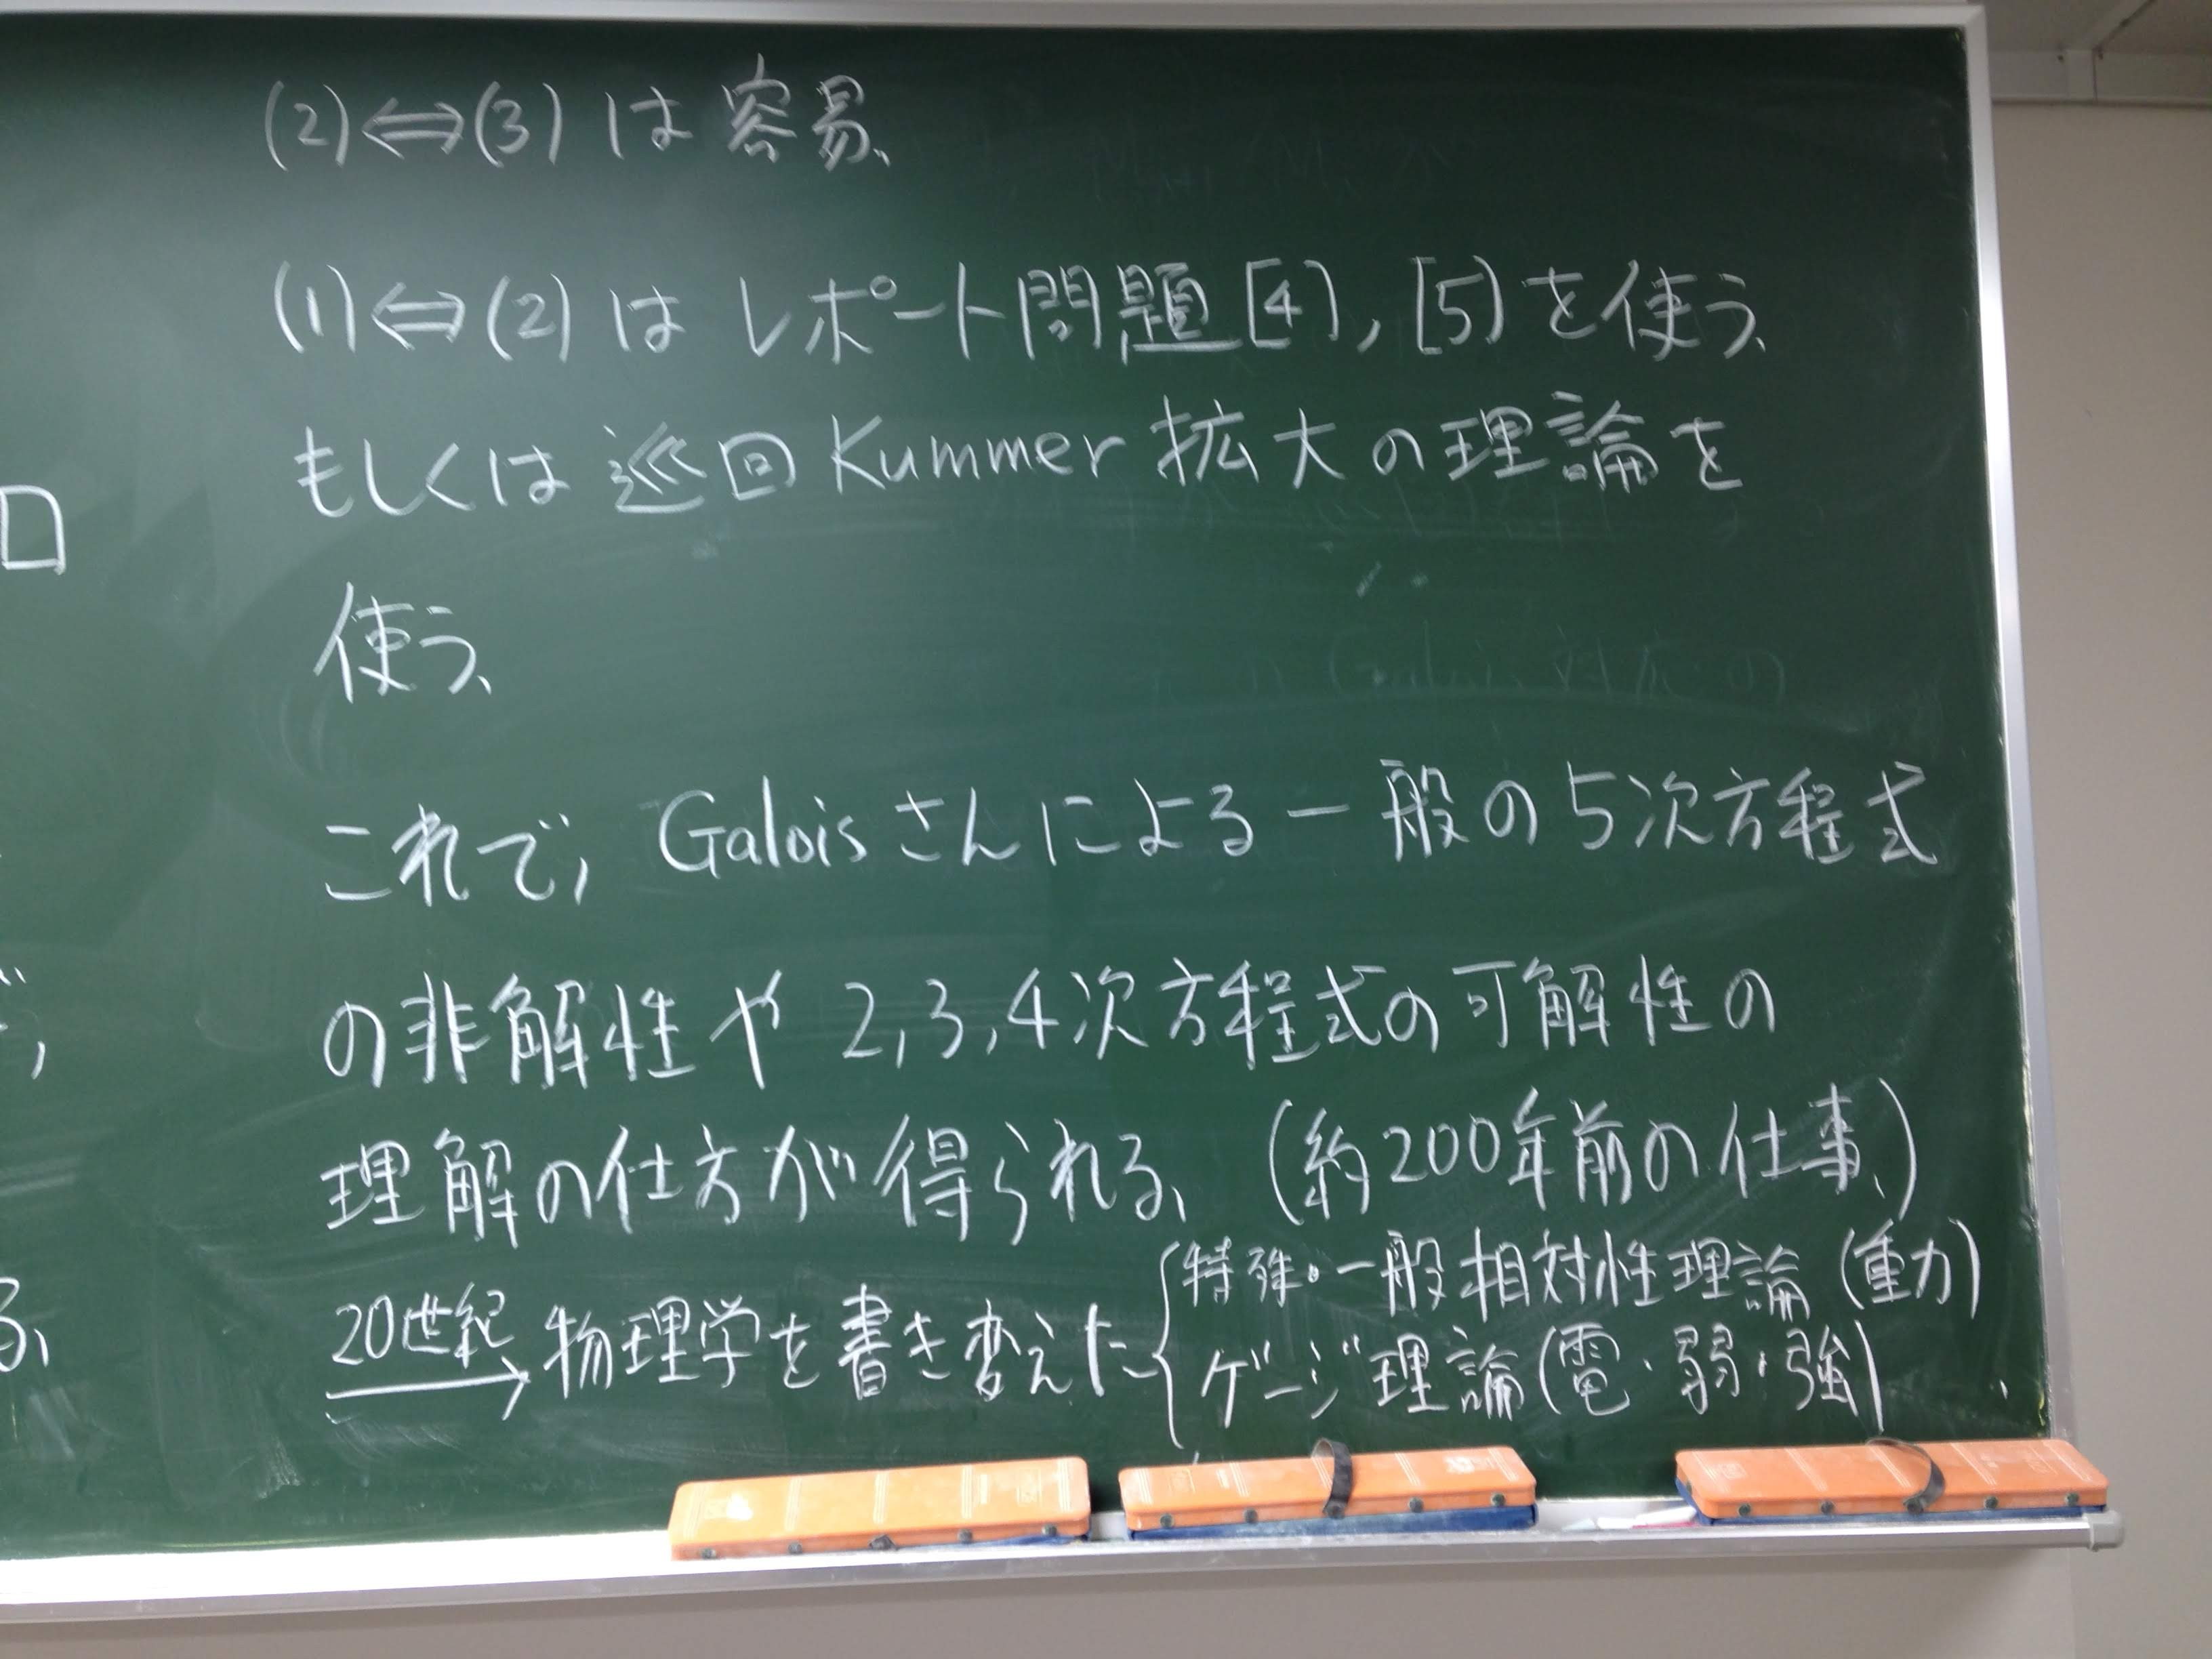 (2)⇔(3) は容易、
(1)⇔(2) は レポート問題[4], [5] を使う、
もしくは 巡回 Kummer 拡大の理論を
使う、
これで, Galois さんによる一般の5次方程式
の非解性や 2,3,4次方程式の可解性の
理解の仕方が得られる、 (約200年前の仕事、)
20世紀→物理学を書き変えた{特殊・一般相対性理論 (重力)
ゲージ理論(電・弱・強)